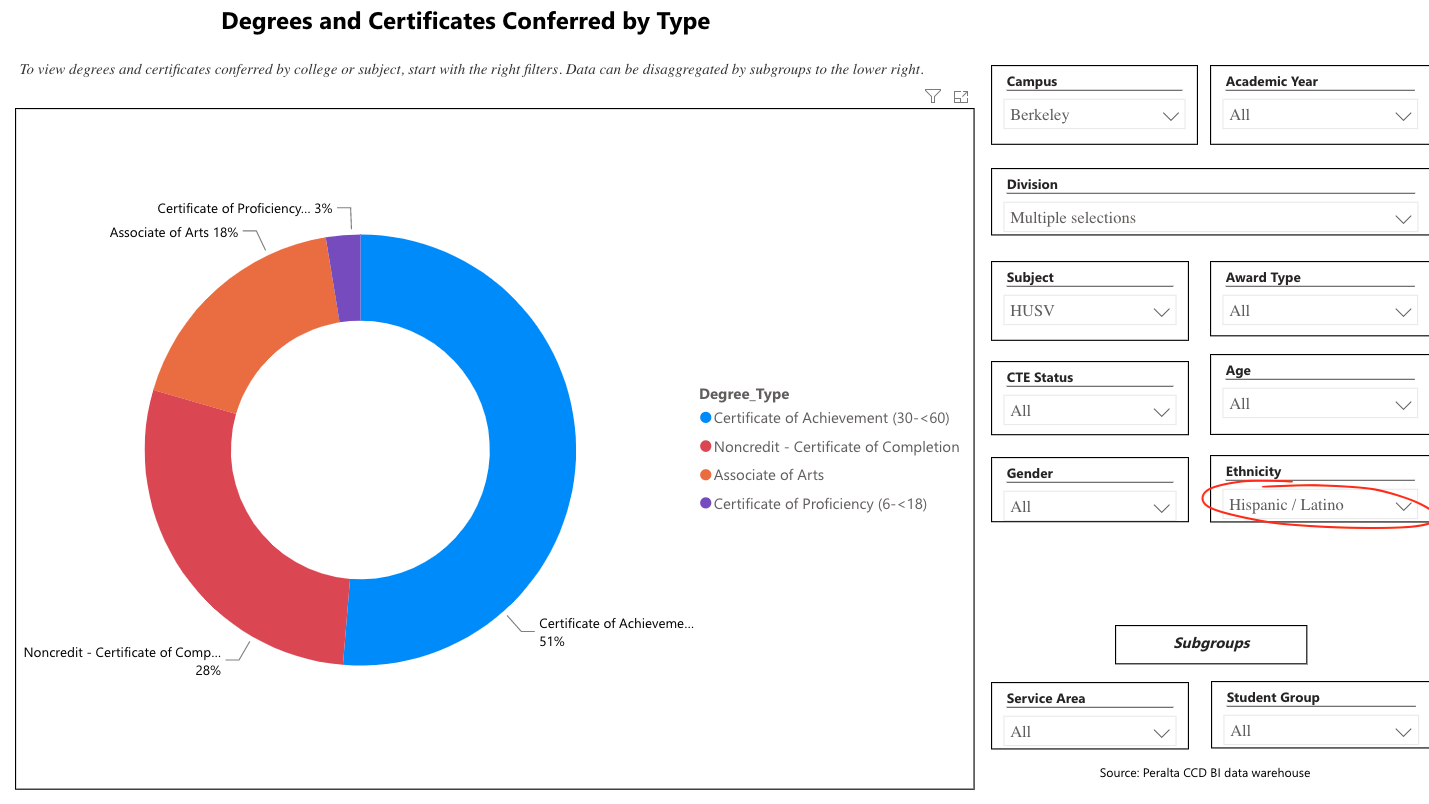 Degrees and Certificates Conferred by Type
To view degrees and certificates conferred by college or subject, start with the right filters. Data can be disaggregated by subgroups to the lower right.
Certificate of Proficiency... 3%
Associate of Arts 18%
Certificate of Achieveme...
51%
Noncredit - Certificate of Comp...
28%
Degree_Type
Certificate of Achievement (30-<60)
Noncredit - Certificate of Completion
Associate of Arts
Certificate of Proficiency (6-<18)
Campus
Berkeley
Academic Year
All
Division
Multiple selections
Subject
HUSV
Award Type
All
CTE Status
All
Age
All
Gender
All
Ethnicity
Hispanic / Latino
Subgroups
Service Area
All
Student Group
All
Source: Peralta CCD BI data warehouse